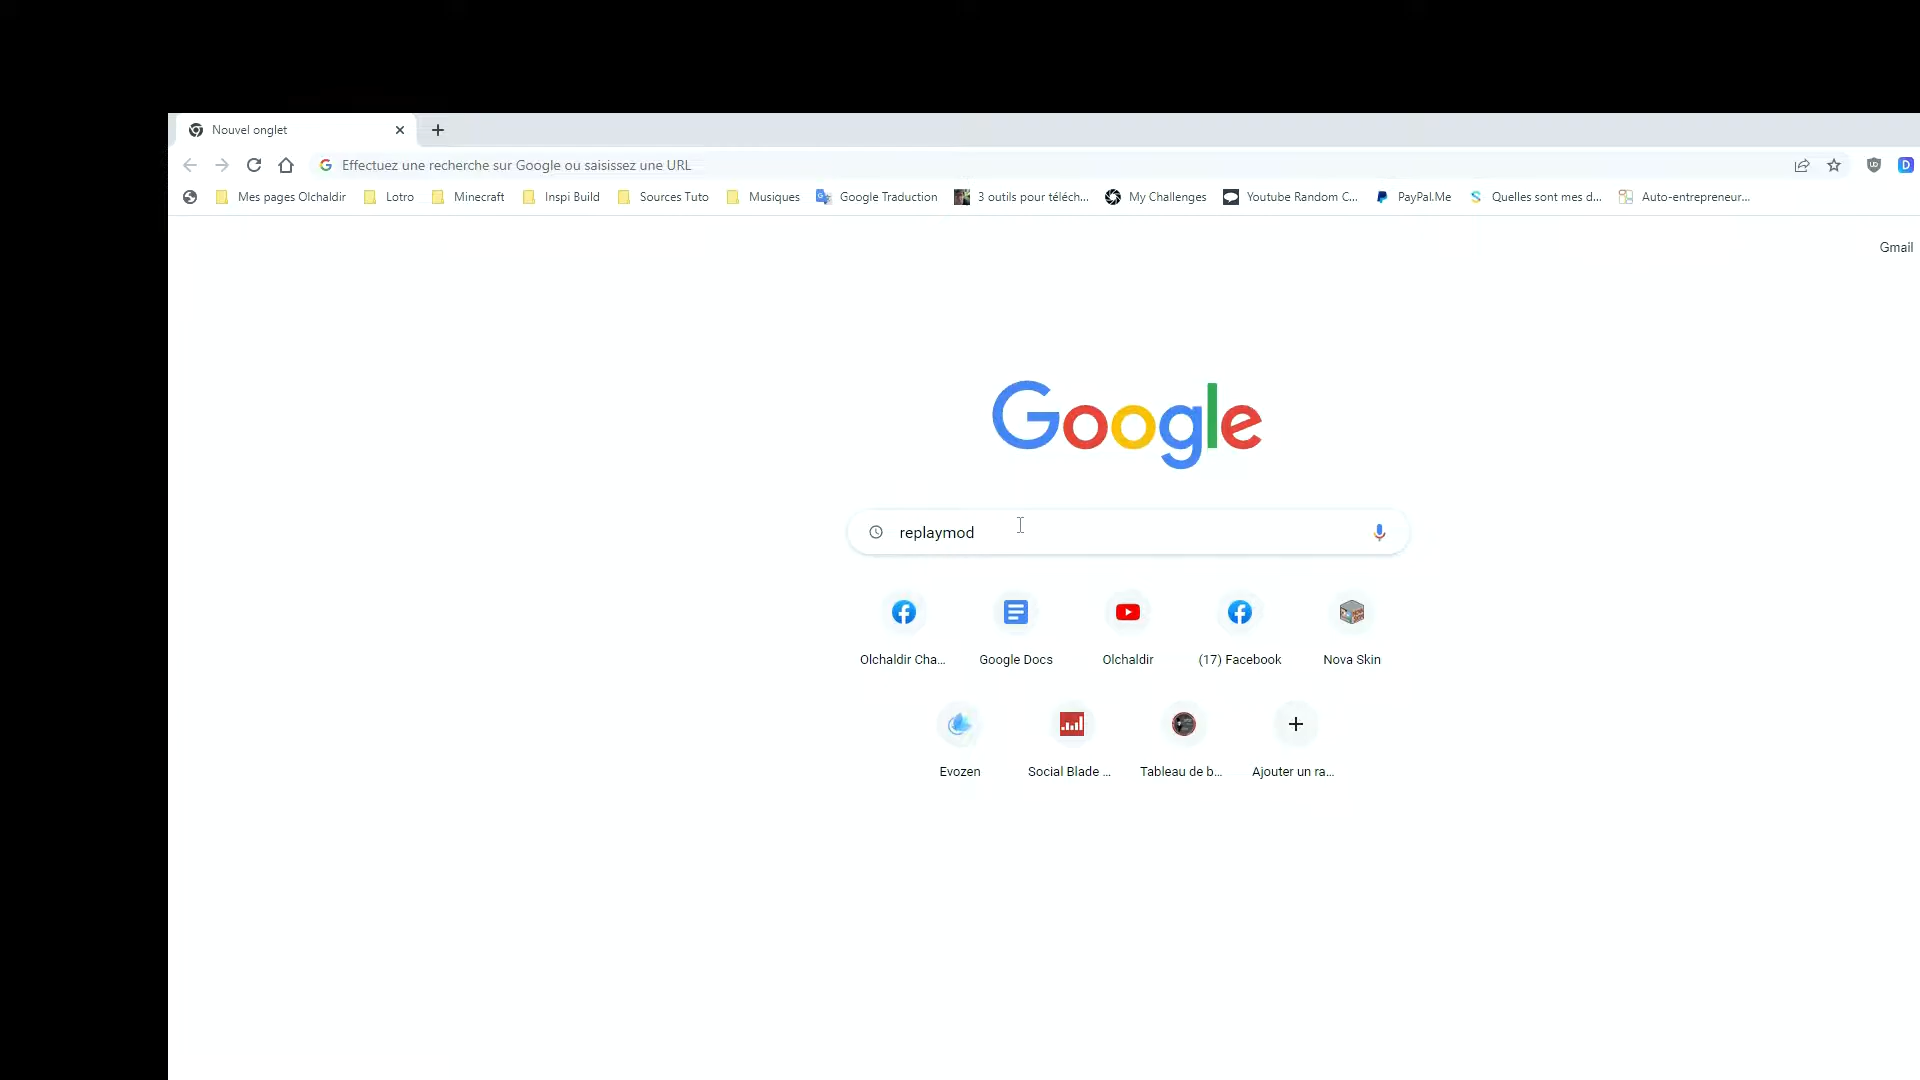 Nouvel onglet
Effectuez une recherche sur Google ou saisissez une URL
Mes pages Olchaldir Lotro Minecraft Inspi Build Sources Tuto Musiques Google Traduction 3 outils pour téléch... My Challenges Youtube Random C... PayPal.Me Quelles sont mes d... Auto-entrepreneur...
Gmail
Google
replaymod
Olchaldir Cha... Google Docs Olchaldir (17) Facebook Nova Skin
Evozen Social Blade ... Tableau de b... Ajouter un ra...